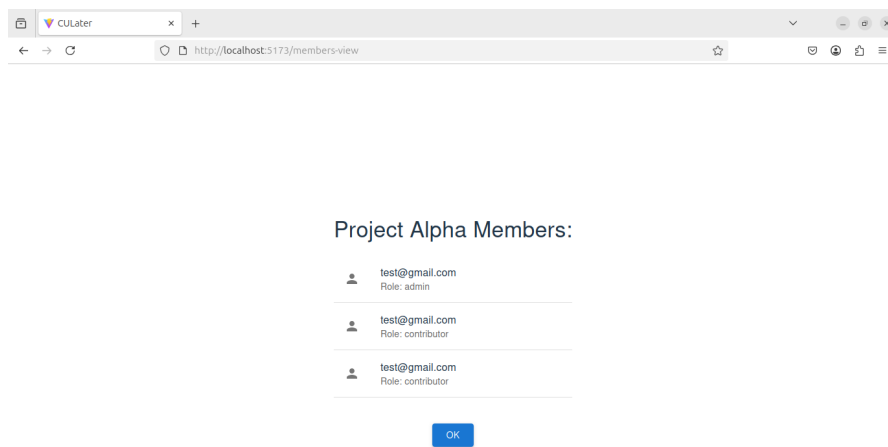 CULater
http://localhost:5173/members-view
Project Alpha Members:
test@gmail.com
Role: admin
test@gmail.com
Role: contributor
test@gmail.com
Role: contributor
OK